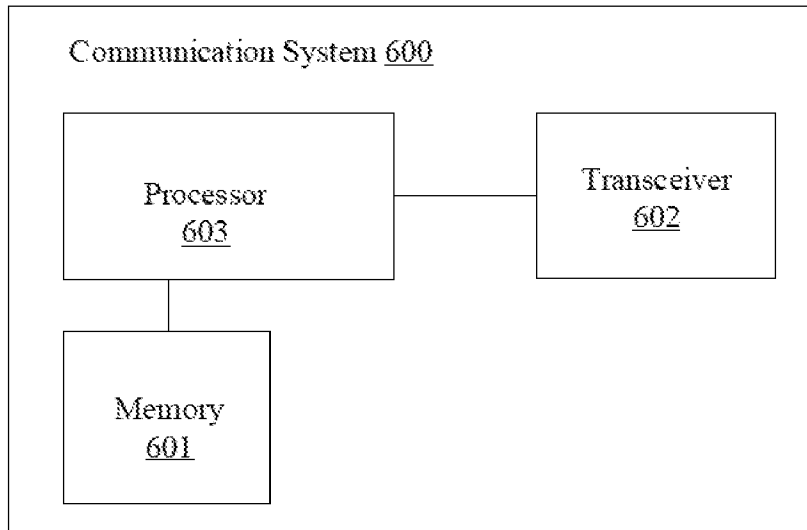 Communication System 600
Processor
603
Transceiver
602
Memory
601